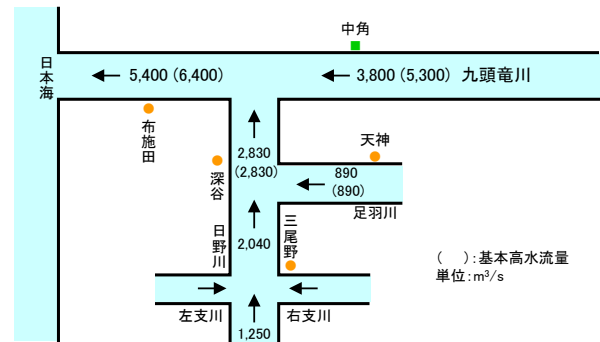 中角
日本海
5,400 (6,400)
3,800 (5,300) 九頭竜川
布施田
天神
深谷
2,830
(2,830)
890
(890)
足羽川
日野川
2,040
三尾野
( ):基本高水流量
単位:m³/s
左支川
右支川
1,250